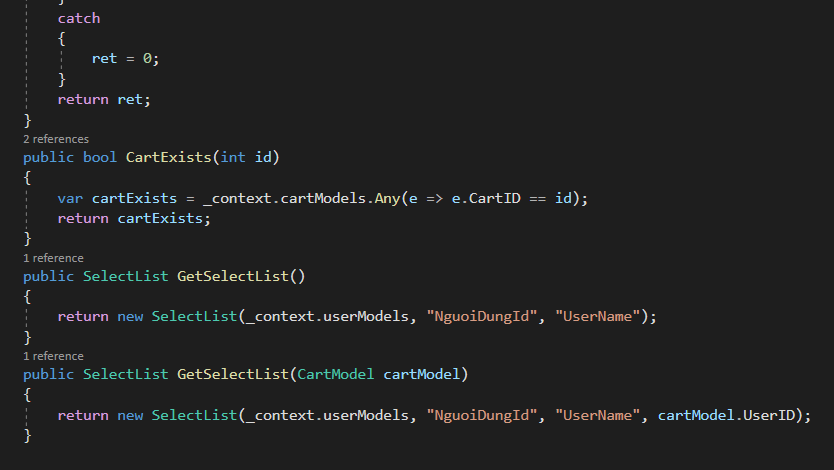 }
catch
{
ret = 0;
}
return ret;
}
2 references
public bool CartExists(int id)
{
var cartExists = _context.cartModels.Any(e => e.CartID == id);
return cartExists;
}
1 reference
public SelectList GetSelectList()
{
return new SelectList(_context.userModels, "NguoiDungId", "UserName");
}
1 reference
public SelectList GetSelectList(CartModel cartModel)
{
return new SelectList(_context.userModels, "NguoiDungId", "UserName", cartModel.UserID);
}